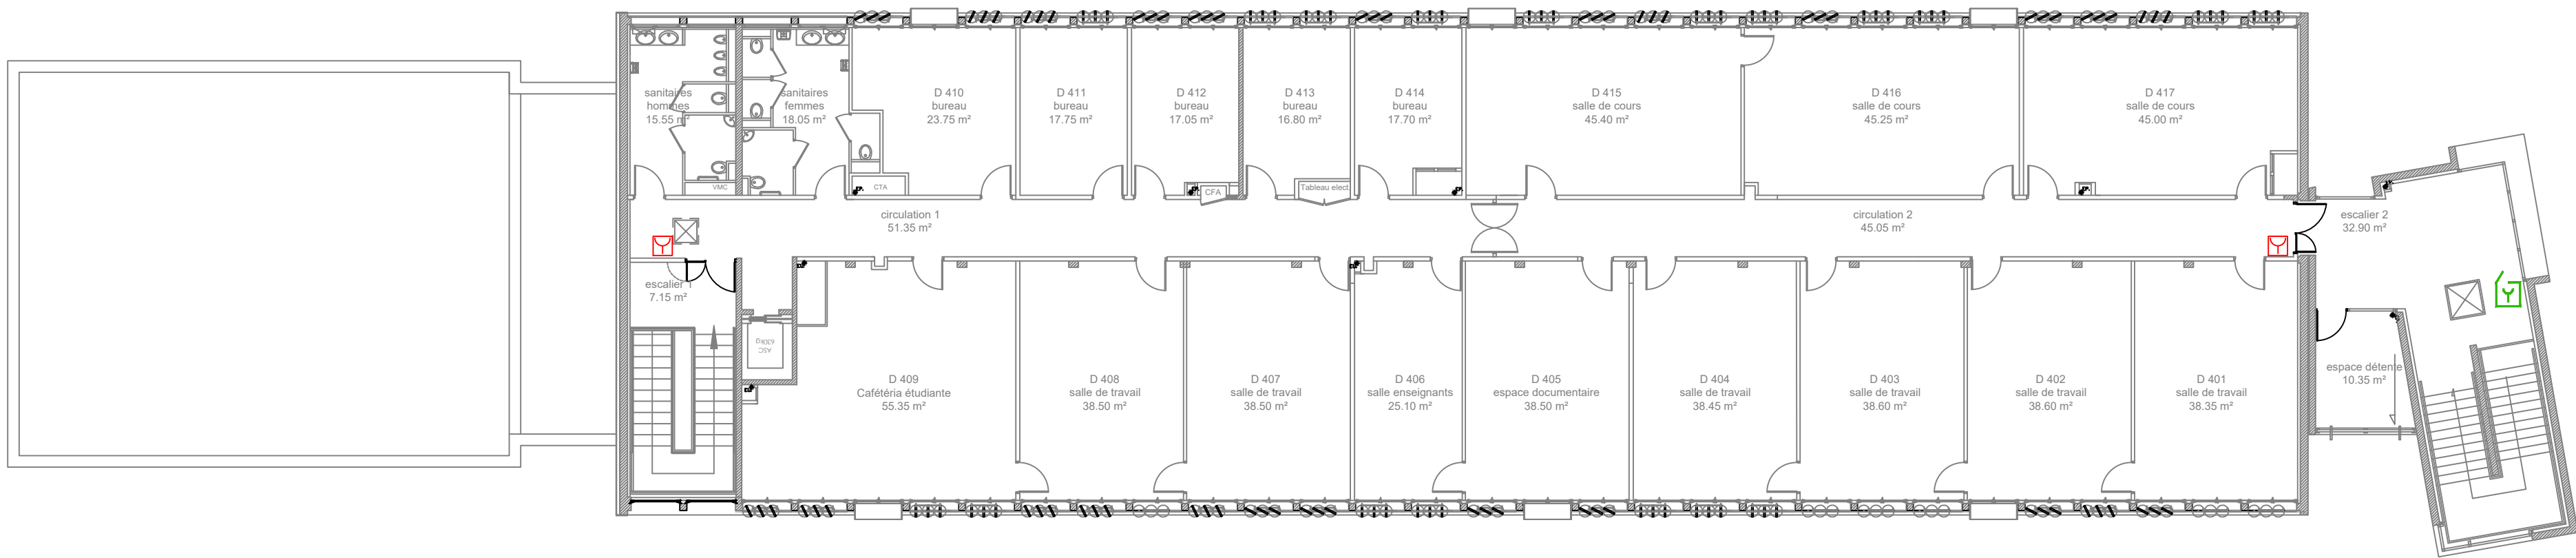 sanitaires
hommes
15.55 m²
sanitaires
femmes
18.05 m²
D 410
bureau
23.75 m²
D 411
bureau
17.75 m²
D 412
bureau
17.05 m²
D 413
bureau
16.80 m²
D 414
bureau
17.70 m²
D 415
salle de cours
45.40 m²
D 416
salle de cours
45.25 m²
D 417
salle de cours
45.00 m²
VMC
CTA
CFA
Tableau elect.
circulation 1
51.35 m²
circulation 2
45.05 m²
escalier 2
32.90 m²
escalier 1
7.15 m²
ASC
630kg
D 409
Cafétéria étudiante
55.35 m²
D 408
salle de travail
38.50 m²
D 407
salle de travail
38.50 m²
D 406
salle enseignants
25.10 m²
D 405
espace documentaire
38.50 m²
D 404
salle de travail
38.45 m²
D 403
salle de travail
38.60 m²
D 402
salle de travail
38.60 m²
D 401
salle de travail
38.35 m²
espace détente
10.35 m²